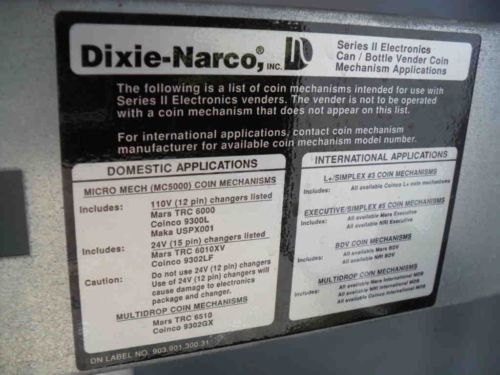 Dixie-Narco,® INC.
Series II Electronics
Can / Bottle Vender Coin
Mechanism Applications
The following is a list of coin mechanisms intended for use with
Series II Electronics venders. The vender is not to be operated
with a coin mechanism that does not appear on this list.
For international applications, contact coin mechanism
manufacturer for available coin mechanism model number.
DOMESTIC APPLICATIONS
MICRO MECH (MC5000) COIN MECHANISMS
Includes: 110V (12 pin) changers listed
Mars TRC 6000
Coinco 9300L
Maka USPX001
Includes: 24V (15 pin) changers listed
Mars TRC 6010XV
Coinco 9302LF
Caution: Do not use 24V (12 pin) changers
Use of 24V (12 pin) changers will
cause damage to electronics
package and changer.
MULTIDROP COIN MECHANISMS
Includes: Mars TRC 6510
Coinco 9302GX
DN LABEL NO. 903,901,300.31
INTERNATIONAL APPLICATIONS
L+/SIMPLEX #3 COIN MECHANISMS
Includes: All available Coinco L+ coin mechanisms
EXECUTIVE/SIMPLEX #5 COIN MECHANISMS
Includes: All available Mars Executive
All available NRI Executive
BDV COIN MECHANISMS
Includes: All available Mars BDV
All available NRI BDV
MULTIDROP COIN MECHANISMS
Includes: All available Mars International MDB
All available NRI International MDB
All available Coinco International MDB